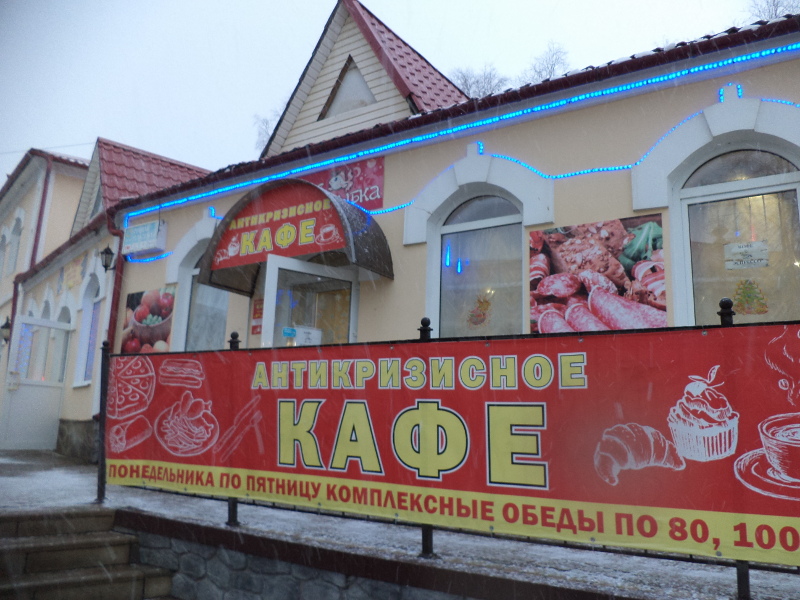 АНТИКРИЗИСНОЕ
КАФЕ
АНТИКРИЗИСНОЕ
КАФЕ
ПОНЕДЕЛЬНИКА ПО ПЯТНИЦУ КОМПЛЕКСНЫЕ ОБЕДЫ ПО 80, 100